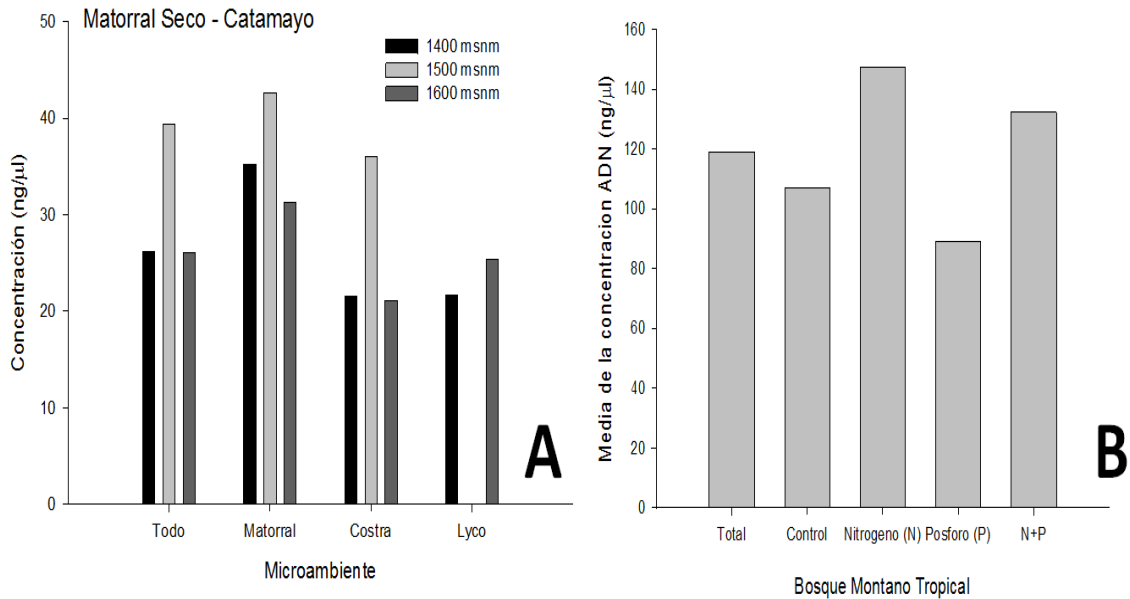 Matorral Seco - Catamayo
1400 msnm
1500 msnm
1600 msnm
Concentración (ng/µl)
50
40
30
20
10
0
Todo Matorral Costra Lyco
Microambiente
A
Media de la concentracion ADN (ng/µl)
160
140
120
100
80
60
40
20
0
Total Control Nitrogeno (N) Posforo (P) N+P
Bosque Montano Tropical
B